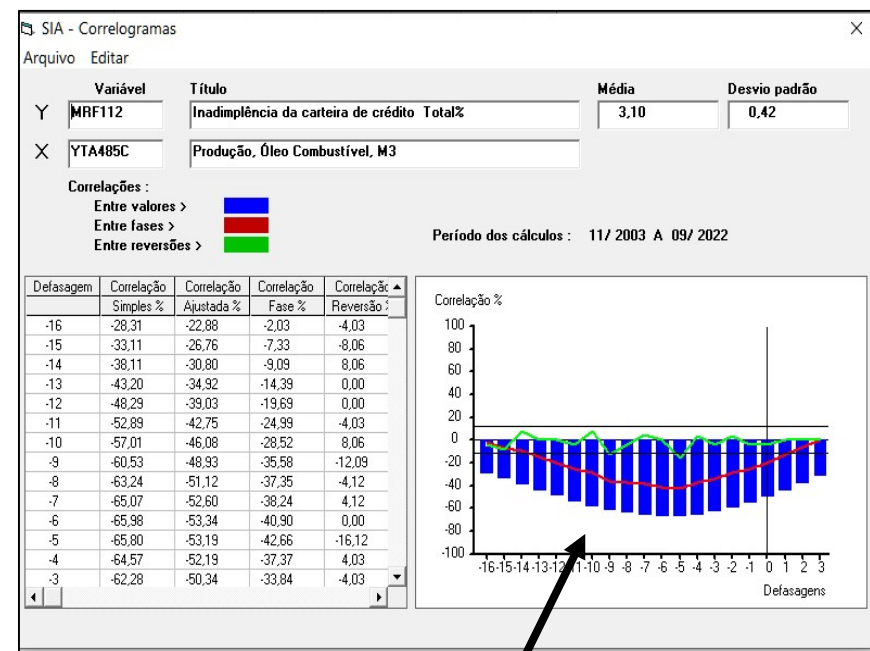 SIA - Correlogramas
Arquivo Editar
Variável Título Média Desvio padrão
Y MRF112 Inadimplência da carteira de crédito Total% 3,10 0,42
X YTA485C Produção, Óleo Combustível, M3
Correlações :
Entre valores >
Entre fases >
Entre reversões >
Período dos cálculos : 11/ 2003 A 09/ 2022
Defasagem Correlação Correlação Correlação Correlação
Simples % Ajustada % Fase % Reversão
-16 -28,31 -22,88 -2,03 -4,03
-15 -33,11 -26,76 -7,33 -8,06
-14 -38,11 -30,80 -9,09 8,06
-13 -43,20 -34,92 -14,39 0,00
-12 -48,29 -39,03 -19,69 0,00
-11 -52,89 -42,75 -24,99 -4,03
-10 -57,01 -46,08 -28,52 8,06
-9 -60,53 -48,93 -35,58 -12,09
-8 -63,24 -51,12 -37,35 -4,12
-7 -65,07 -52,60 -38,24 4,12
-6 -65,98 -53,34 -40,90 0,00
-5 -65,80 -53,19 -42,66 -16,12
-4 -64,57 -52,19 -37,37 4,03
-3 -62,28 -50,34 -33,84 -4,03
Correlação %
100
80
60
40
20
0
-20
-40
-60
-80
-100
-16 -15 -14 -13 -12 -11 -10 -9 -8 -7 -6 -5 -4 -3 -2 -1 0 1 2 3
Defasagens